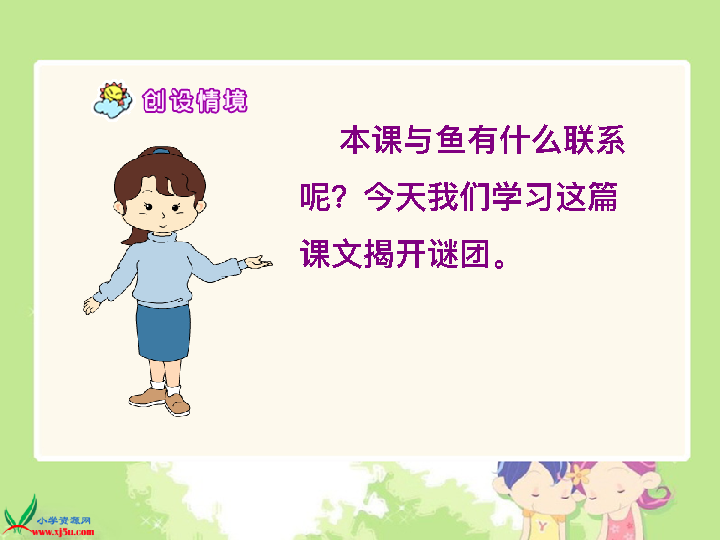 创设情境
本课与鱼有什么联系
呢？今天我们学习这篇
课文揭开谜团。
小学资源网
www.xj5u.com
Y